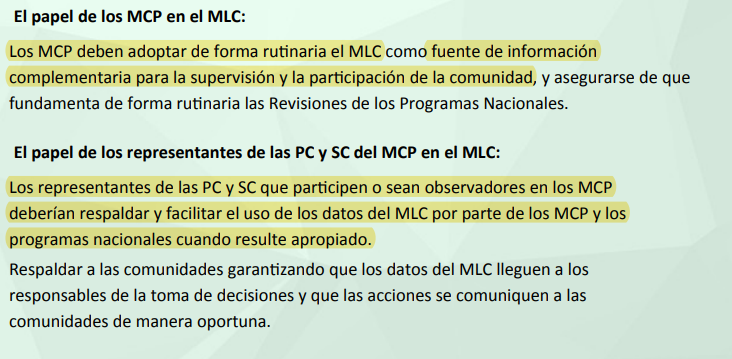 El papel de los MCP en el MLC:
Los MCP deben adoptar de forma rutinaria el MLC como fuente de información
complementaria para la supervisión y la participación de la comunidad, y asegurarse de que
fundamenta de forma rutinaria las Revisiones de los Programas Nacionales.
El papel de los representantes de las PC y SC del MCP en el MLC:
Los representantes de las PC y SC que participen o sean observadores en los MCP
deberían respaldar y facilitar el uso de los datos del MLC por parte de los MCP y los
programas nacionales cuando resulte apropiado.
Respaldar a las comunidades garantizando que los datos del MLC lleguen a los
responsables de la toma de decisiones y que las acciones se comuniquen a las
comunidades de manera oportuna.